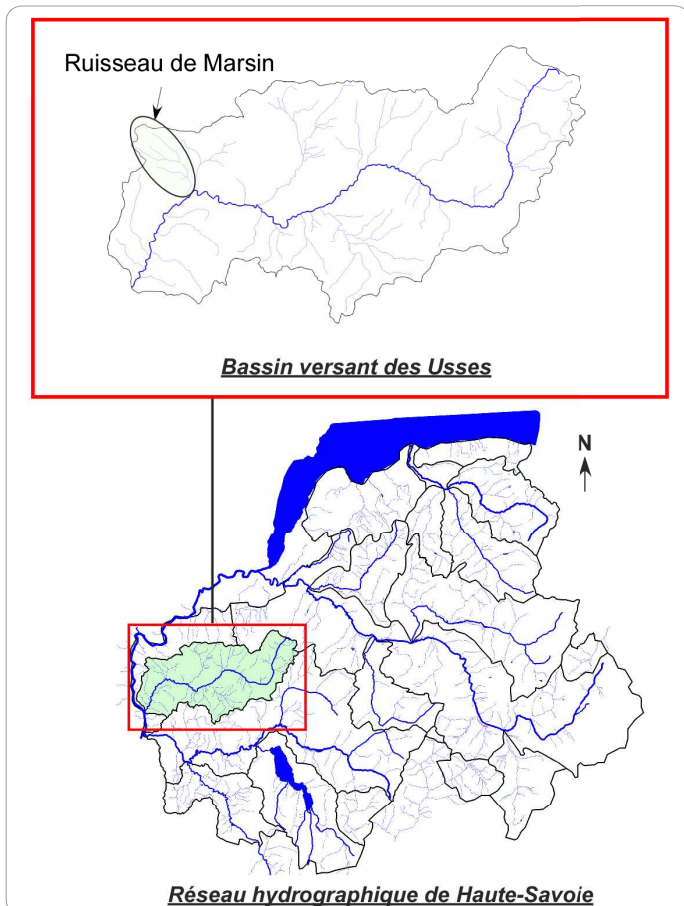 Ruisseau de Marsin
Bassin versant des Usses
N
Réseau hydrographique de Haute-Savoie